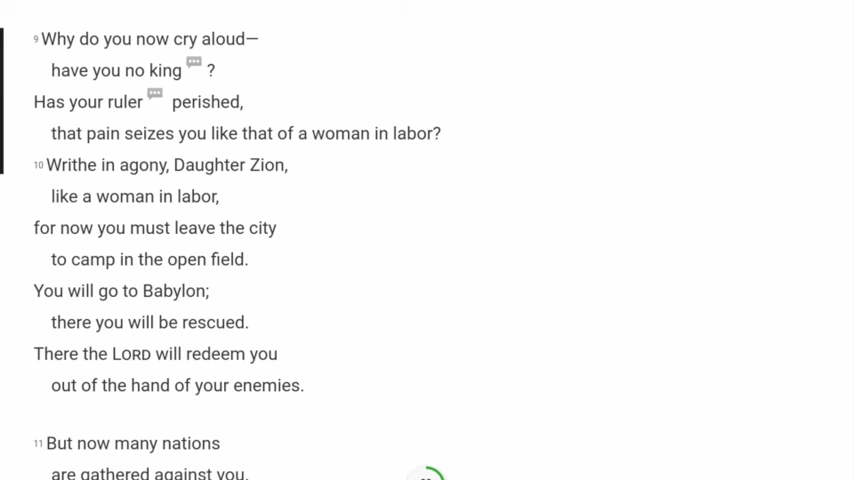 9 Why do you now cry aloud—
have you no king ?
Has your ruler perished,
that pain seizes you like that of a woman in labor?
10 Writhe in agony, Daughter Zion,
like a woman in labor,
for now you must leave the city
to camp in the open field.
You will go to Babylon;
there you will be rescued.
There the LORD will redeem you
out of the hand of your enemies.
11 But now many nations
are gathered against you.